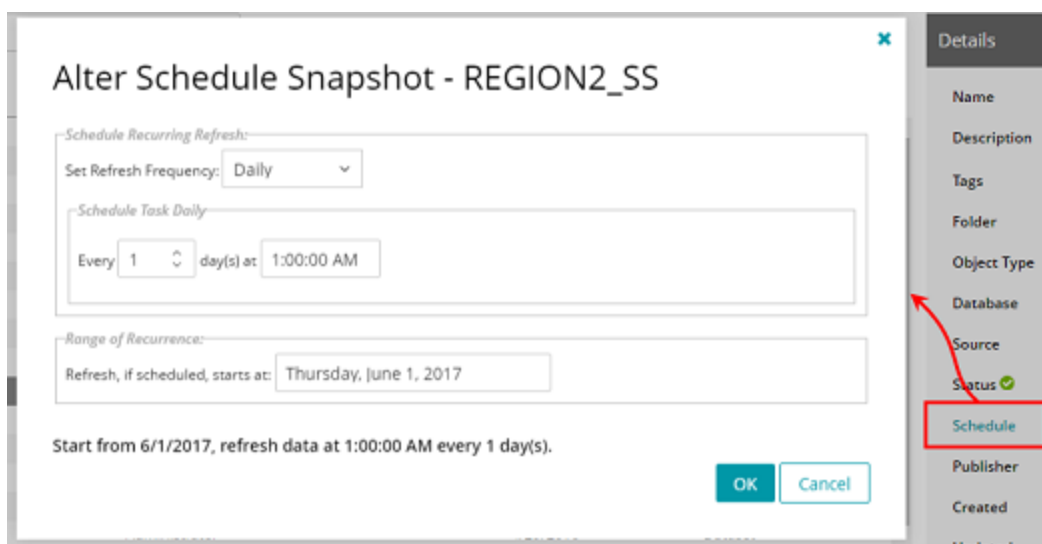 Alter Schedule Snapshot - REGION2_SS
Schedule Recurring Refresh:
Set Refresh Frequency: Daily
Schedule Task Daily
Every 1 day(s) at 1:00:00 AM
Range of Recurrence:
Refresh, if scheduled, starts at: Thursday, June 1, 2017
Start from 6/1/2017, refresh data at 1:00:00 AM every 1 day(s).
OK Cancel
Details
Name
Description
Tags
Folder
Object Type
Database
Source
Status
Schedule
Publisher
Created